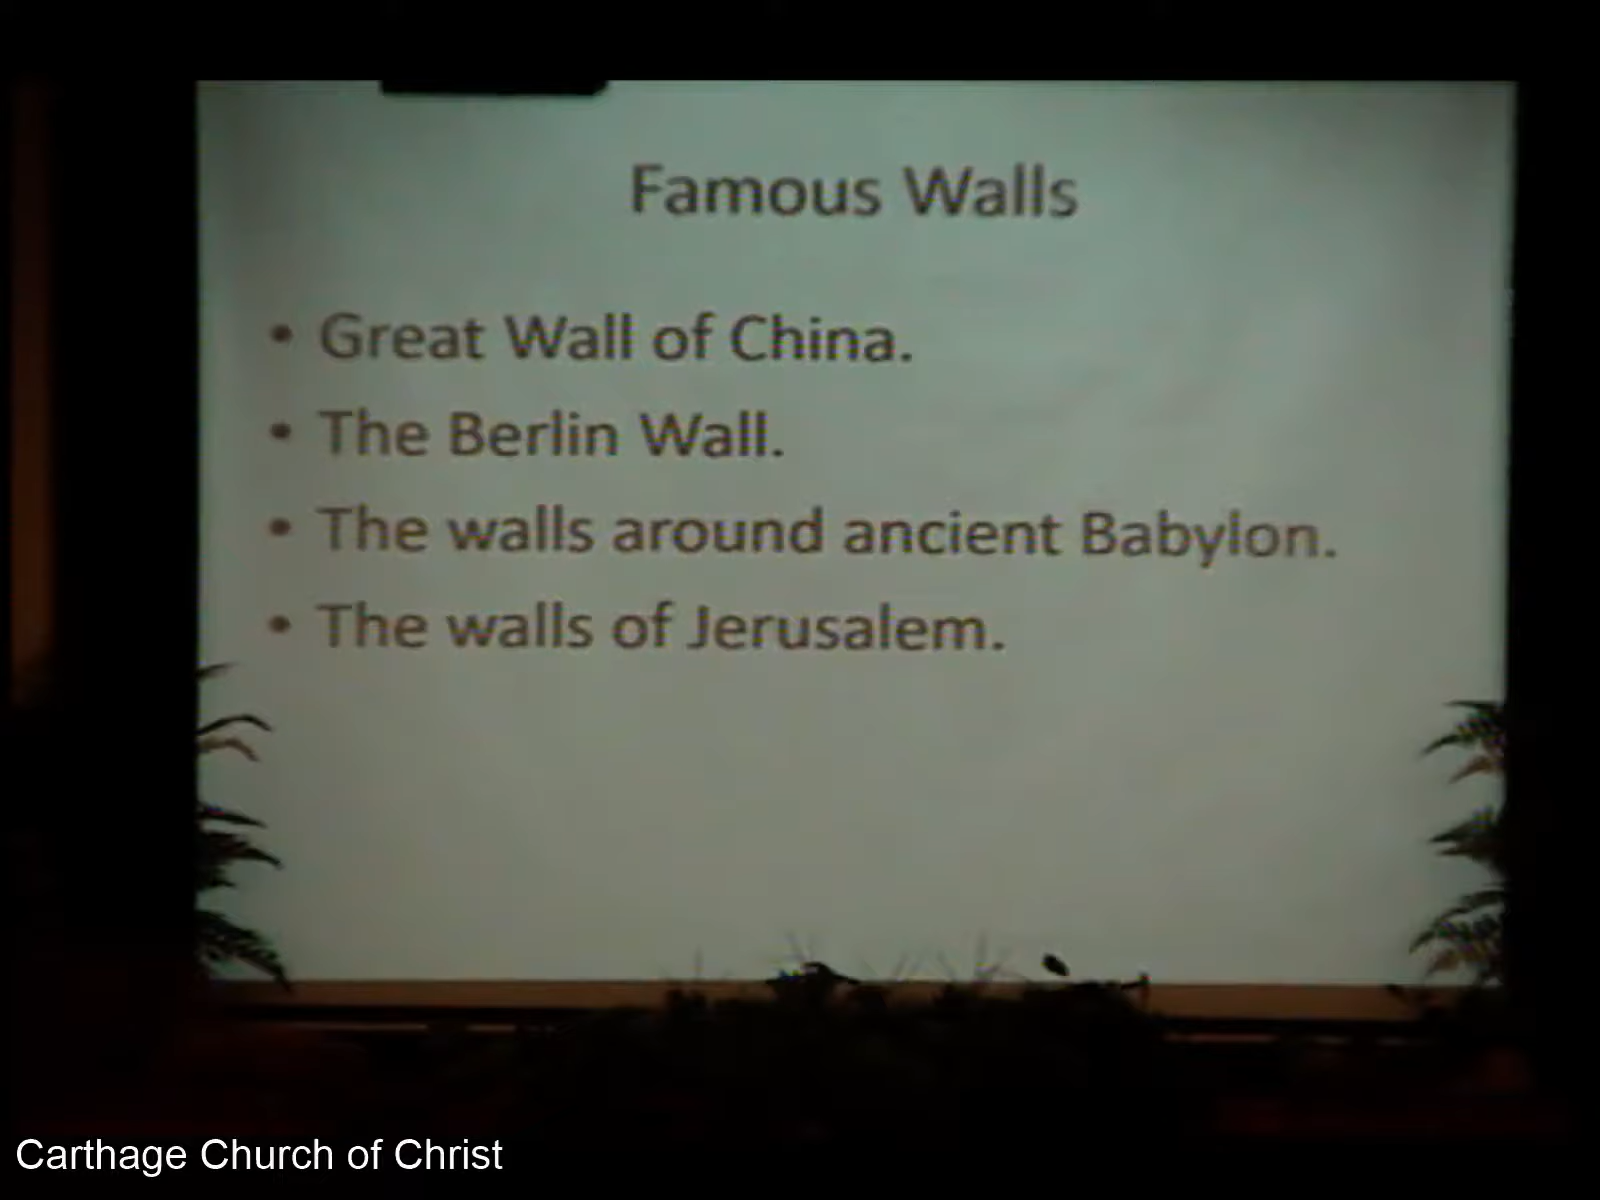 Famous Walls
• Great Wall of China.
• The Berlin Wall.
• The walls around ancient Babylon.
• The walls of Jerusalem.
Carthage Church of Christ